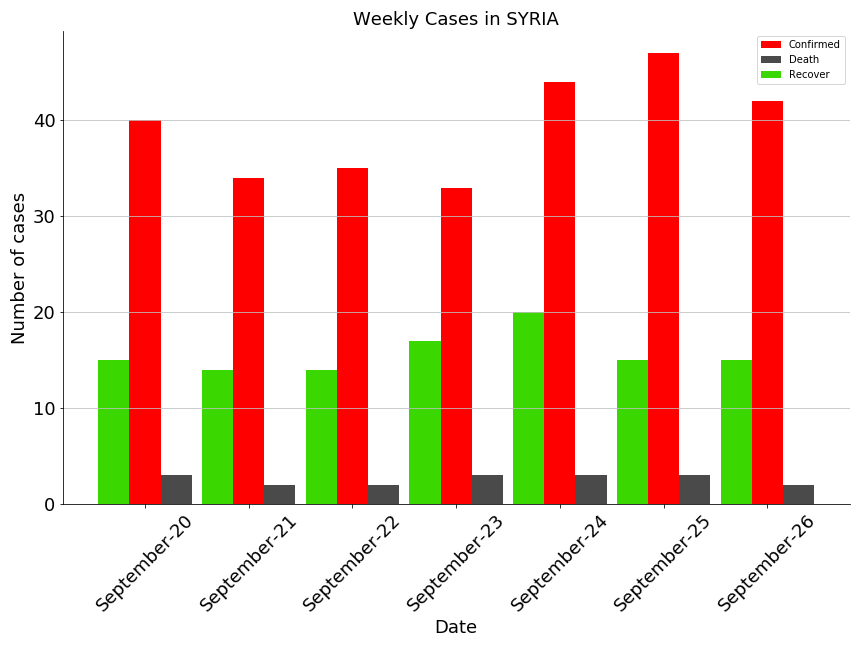 Weekly Cases in SYRIA
Confirmed
Death
Recover
Number of cases
40
30
20
10
0
September-20
September-21
September-22
September-23
September-24
September-25
September-26
Date